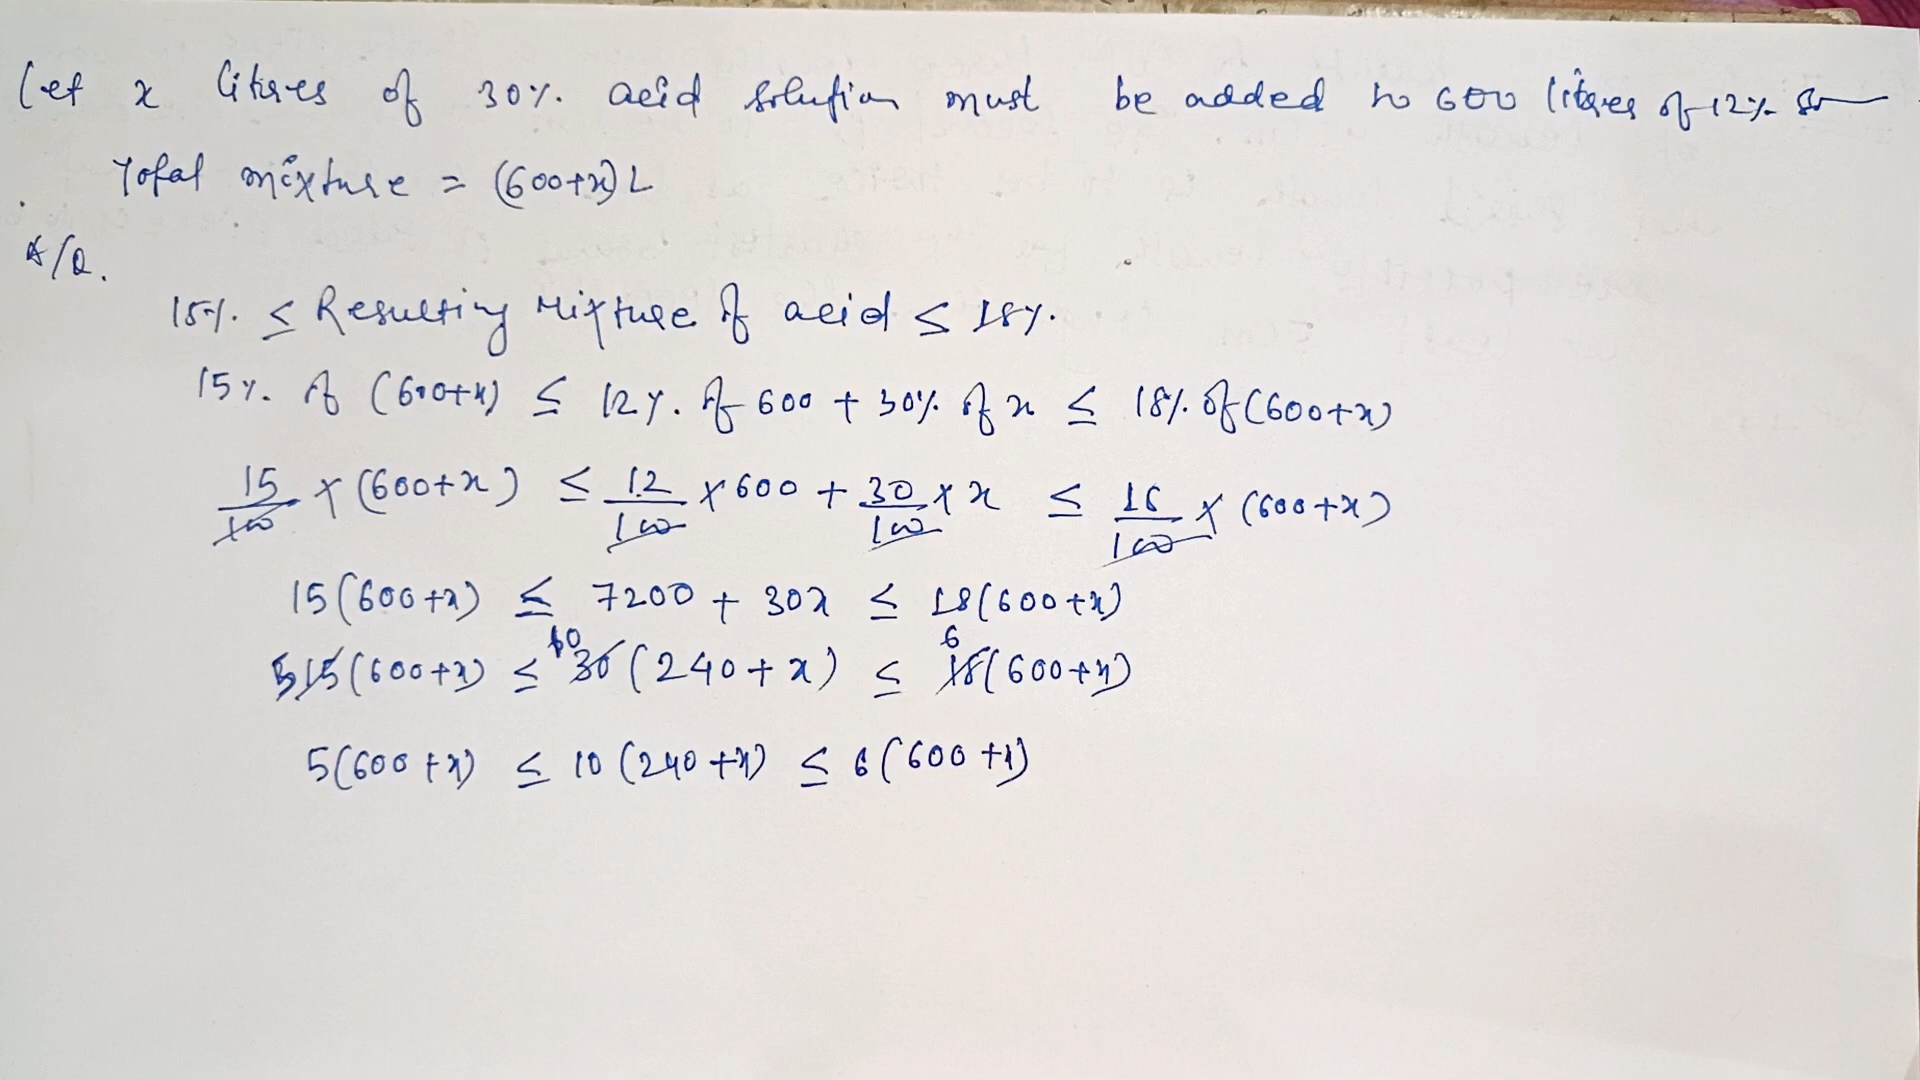 Let x litres of 30% acid solution must be added to 600 litres of 12% so
Total mixture = (600+x) L
A/Q.
15% ≤ Resulting Mixture of acid ≤ 18%.
15% of (600+x) ≤ 12% of 600 + 30% of x ≤ 18% of (600+x)
15/100 × (600+x) ≤ 12/100 × 600 + 30/100 × x ≤ 18/100 × (600+x)
15(600+x) ≤ 7200 + 30x ≤ 18(600+x)
5 15(600+x) ≤ 10 30(240+x) ≤ 6 18(600+x)
5(600+x) ≤ 10(240+x) ≤ 6(600+x)